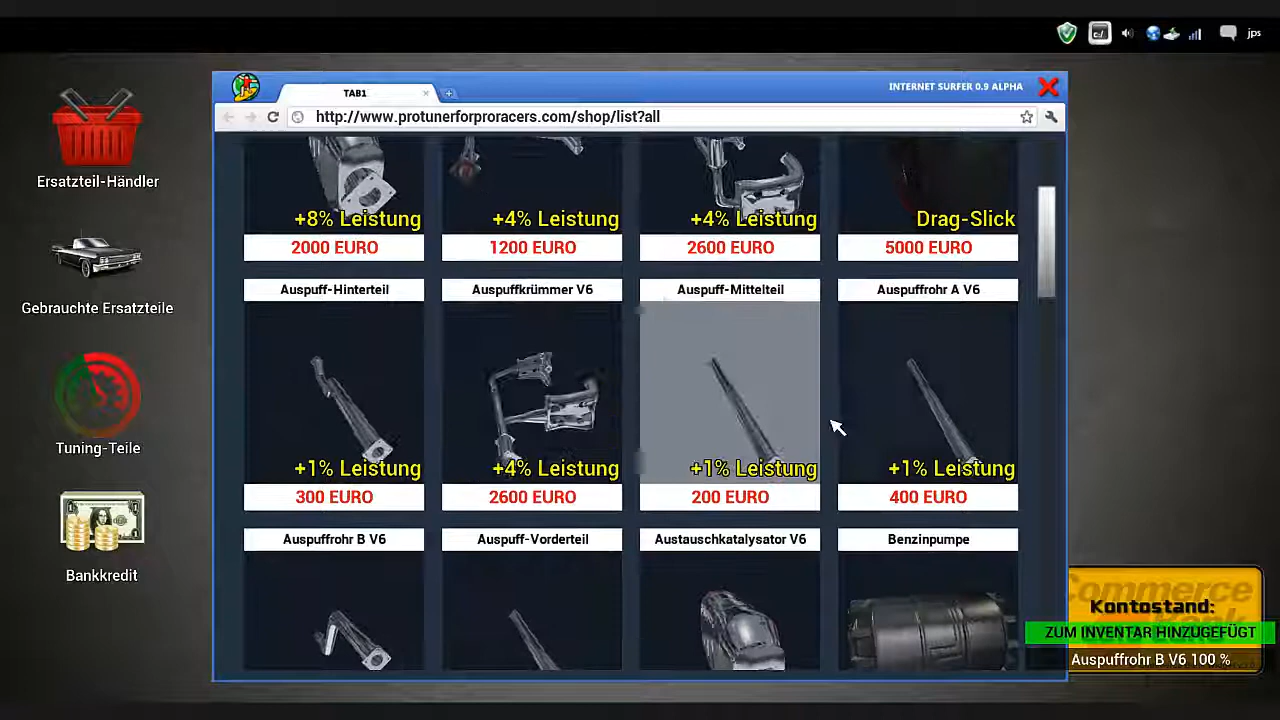 c:/
jps
TAB1
INTERNET SURFER 0.9 ALPHA
http://www.protunerforproracers.com/shop/list?all
Ersatzteil-Händler
Gebrauchte Ersatzteile
Tuning-Teile
Bankkredit
+8% Leistung
+4% Leistung
+4% Leistung
Drag-Slick
2000 EURO
1200 EURO
2600 EURO
5000 EURO
Auspuff-Hinterteil
Auspuffkrümmer V6
Auspuff-Mittelteil
Auspuffrohr A V6
+1% Leistung
+4% Leistung
+1% Leistung
+1% Leistung
300 EURO
2600 EURO
200 EURO
400 EURO
Auspuffrohr B V6
Auspuff-Vorderteil
Austauschkatalysator V6
Benzinpumpe
Commerce
Kontostand:
ZUM INVENTAR HINZUGEFÜGT
Auspuffrohr B V6 100 %